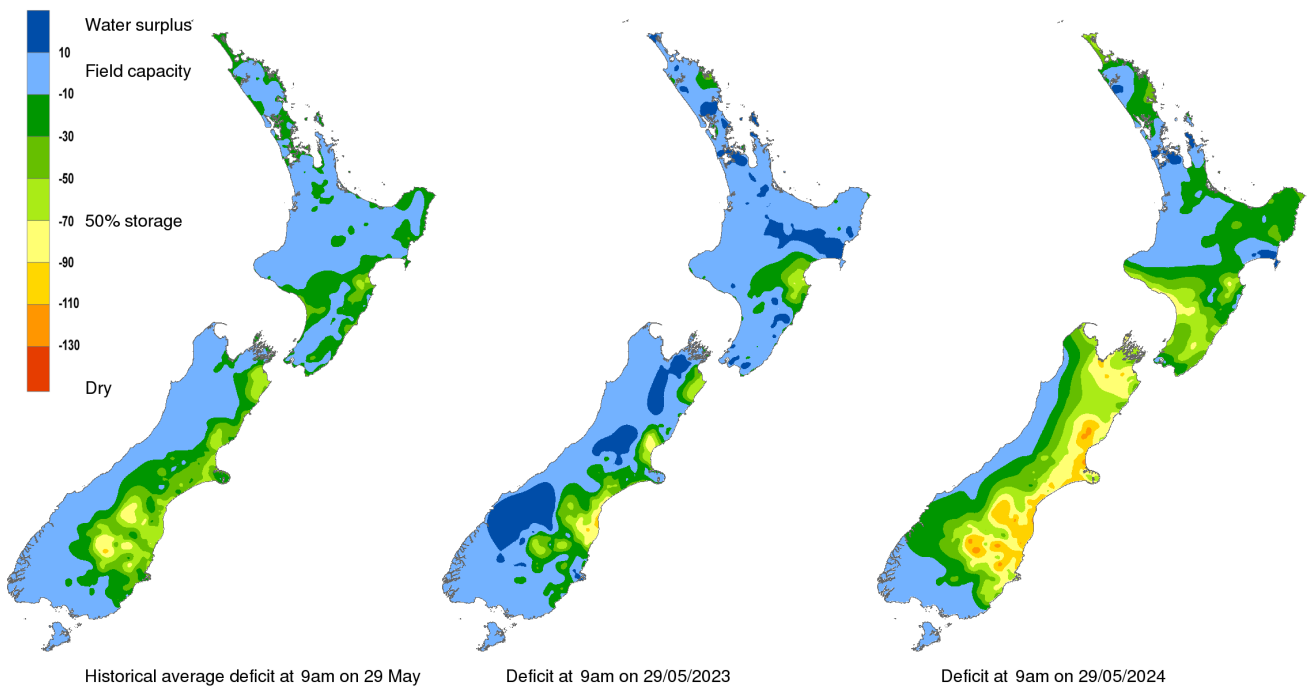 Water surplus
10
Field capacity
-10
-30
-50
-70 50% storage
-90
-110
-130
Dry
Historical average deficit at 9am on 29 May
Deficit at 9am on 29/05/2023
Deficit at 9am on 29/05/2024